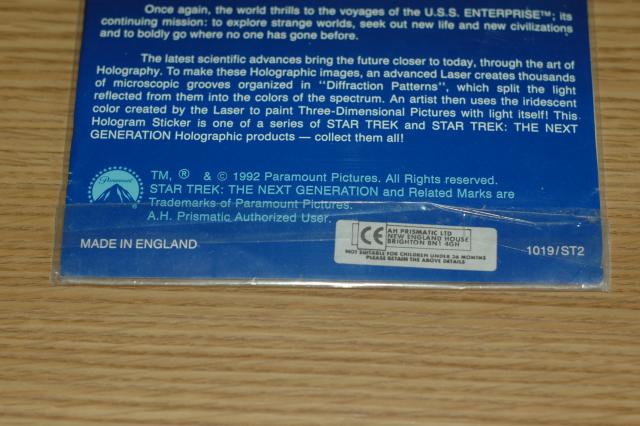 Once again, the world thrills to the voyages of the U.S.S. ENTERPRISE™; its
continuing mission: to explore strange worlds, seek out new life and new civilizations
and to boldly go where no one has gone before.
The latest scientific advances bring the future closer to today, through the art of
Holography. To make these Holographic images, an advanced Laser creates thousands
of microscopic grooves organized in ''Diffraction Patterns'', which split the light
reflected from them into the colors of the spectrum. An artist then uses the iridescent
color created by the Laser to paint Three-Dimensional Pictures with light itself! This
Hologram Sticker is one of a series of STAR TREK and STAR TREK: THE NEXT
GENERATION Holographic products — collect them all!
Paramount
TM, ® & © 1992 Paramount Pictures. All Rights reserved.
STAR TREK: THE NEXT GENERATION and Related Marks are
Trademarks of Paramount Pictures.
A.H. Prismatic Authorized User.
MADE IN ENGLAND
CE
AH PRISMATIC LTD
NEW ENGLAND HOUSE
BRIGHTON BN1 4GH
NOT SUITABLE FOR CHILDREN UNDER 36 MONTHS
PLEASE RETAIN THE ABOVE DETAILS
1019/ST2